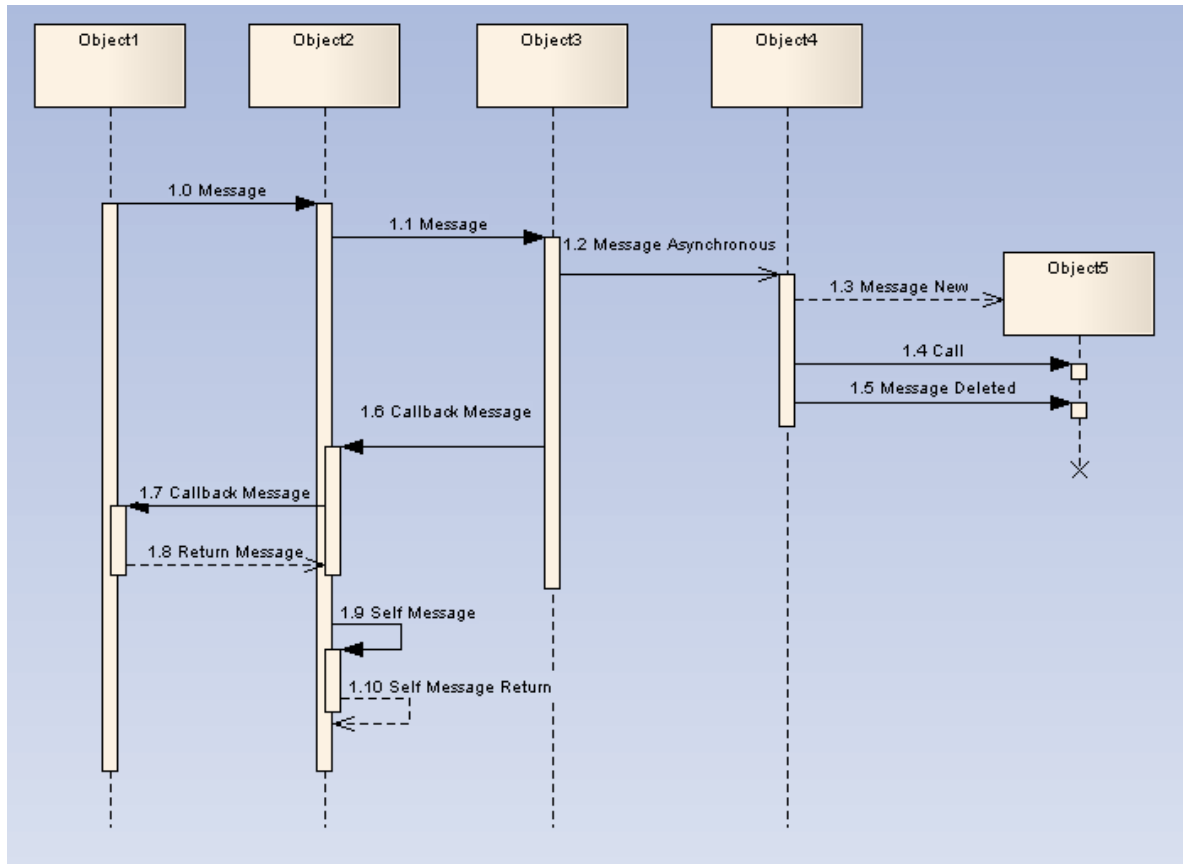 Object1
Object2
Object3
Object4
1.0 Message
1.1 Message
1.2 Message Asynchronous
Object5
1.3 Message New
1.4 Call
1.5 Message Deleted
1.6 Callback Message
1.7 Callback Message
1.8 Return Message
1.9 Self Message
1.10 Self Message Return